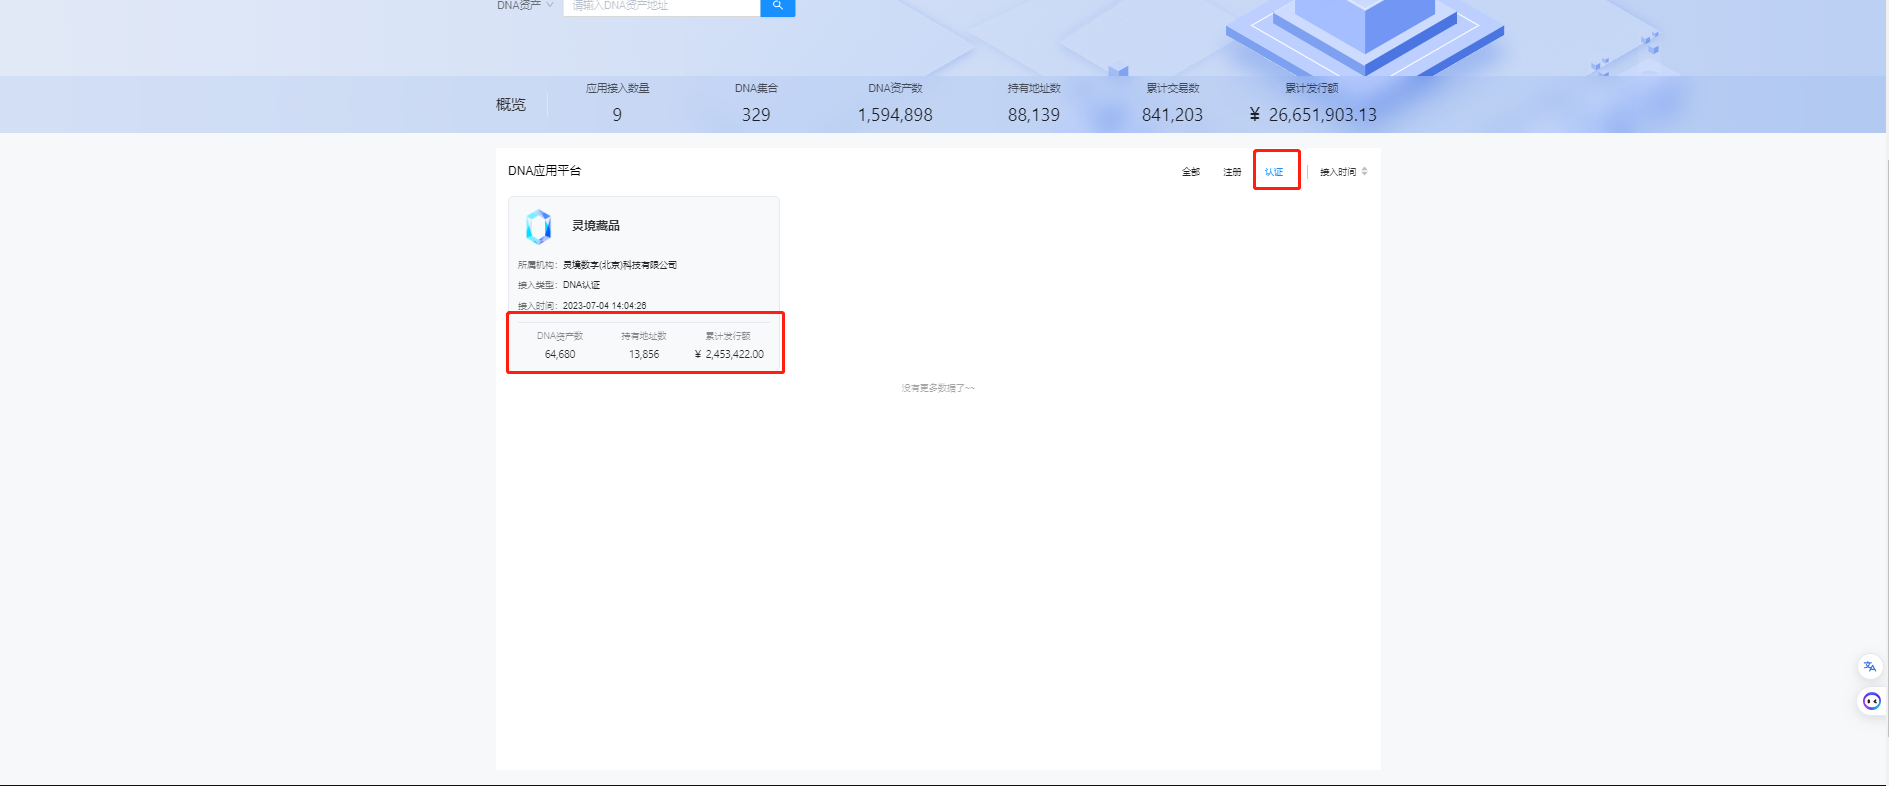 DNA资产
请输入DNA资产地址
概览
应用接入数量 DNA集合 DNA资产数 持有地址数 累计交易数 累计发行额
9 329 1,594,898 88,139 841,203 ¥ 26,651,903.13
DNA应用平台
全部 注册 认证 接入时间
灵境藏品
所属机构: 灵境数字(北京)科技有限公司
接入类型: DNA认证
接入时间: 2023-07-04 14:04:26
DNA资产数 持有地址数 累计发行额
64,680 13,856 ¥ 2,453,422.00
没有更多数据了~~